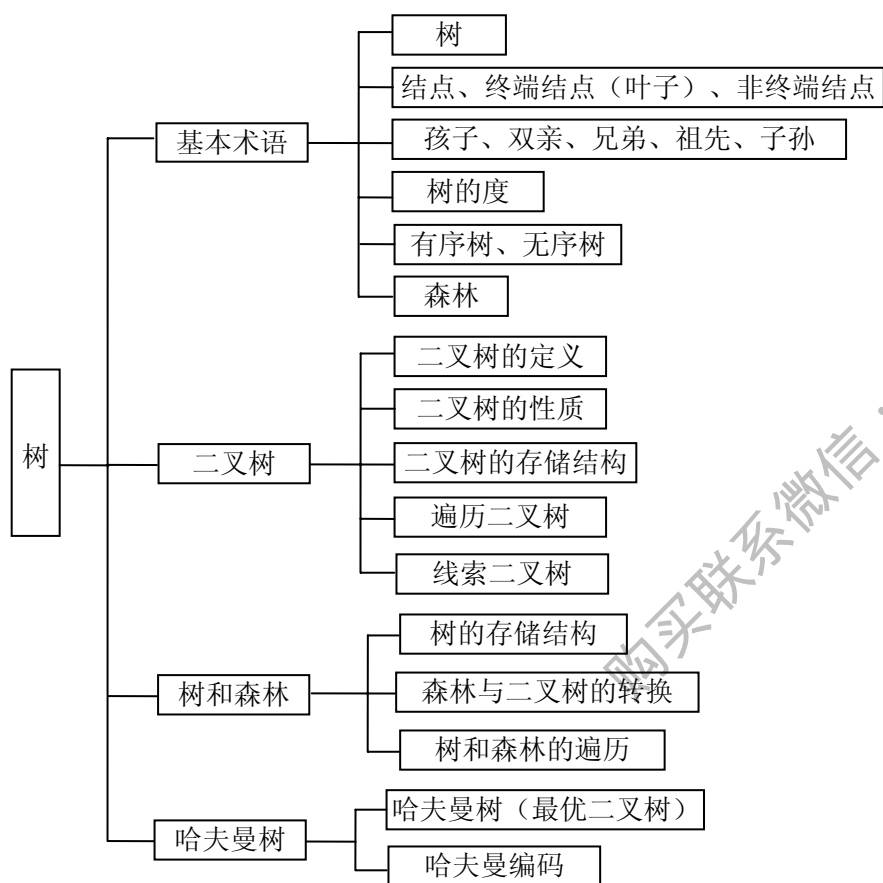 树
基本术语
树
结点、终端结点（叶子）、非终端结点
孩子、双亲、兄弟、祖先、子孙
树的度
有序树、无序树
森林
二叉树
二叉树的定义
二叉树的性质
二叉树的存储结构
遍历二叉树
线索二叉树
树和森林
树的存储结构
森林与二叉树的转换
树和森林的遍历
哈夫曼树
哈夫曼树（最优二叉树）
哈夫曼编码
购买联系微信：